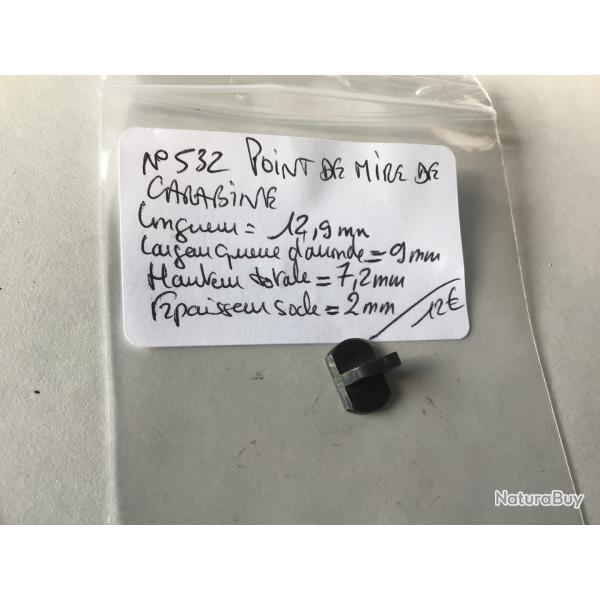 N° 532 POINT DE MIRE DE
CARABINE
Longueur = 12,9 mm
Largeur queue d'aronde = 9 mm
Hauteur totale = 7,2 mm
Epaisseur socle = 2 mm
12€
NaturaBuy